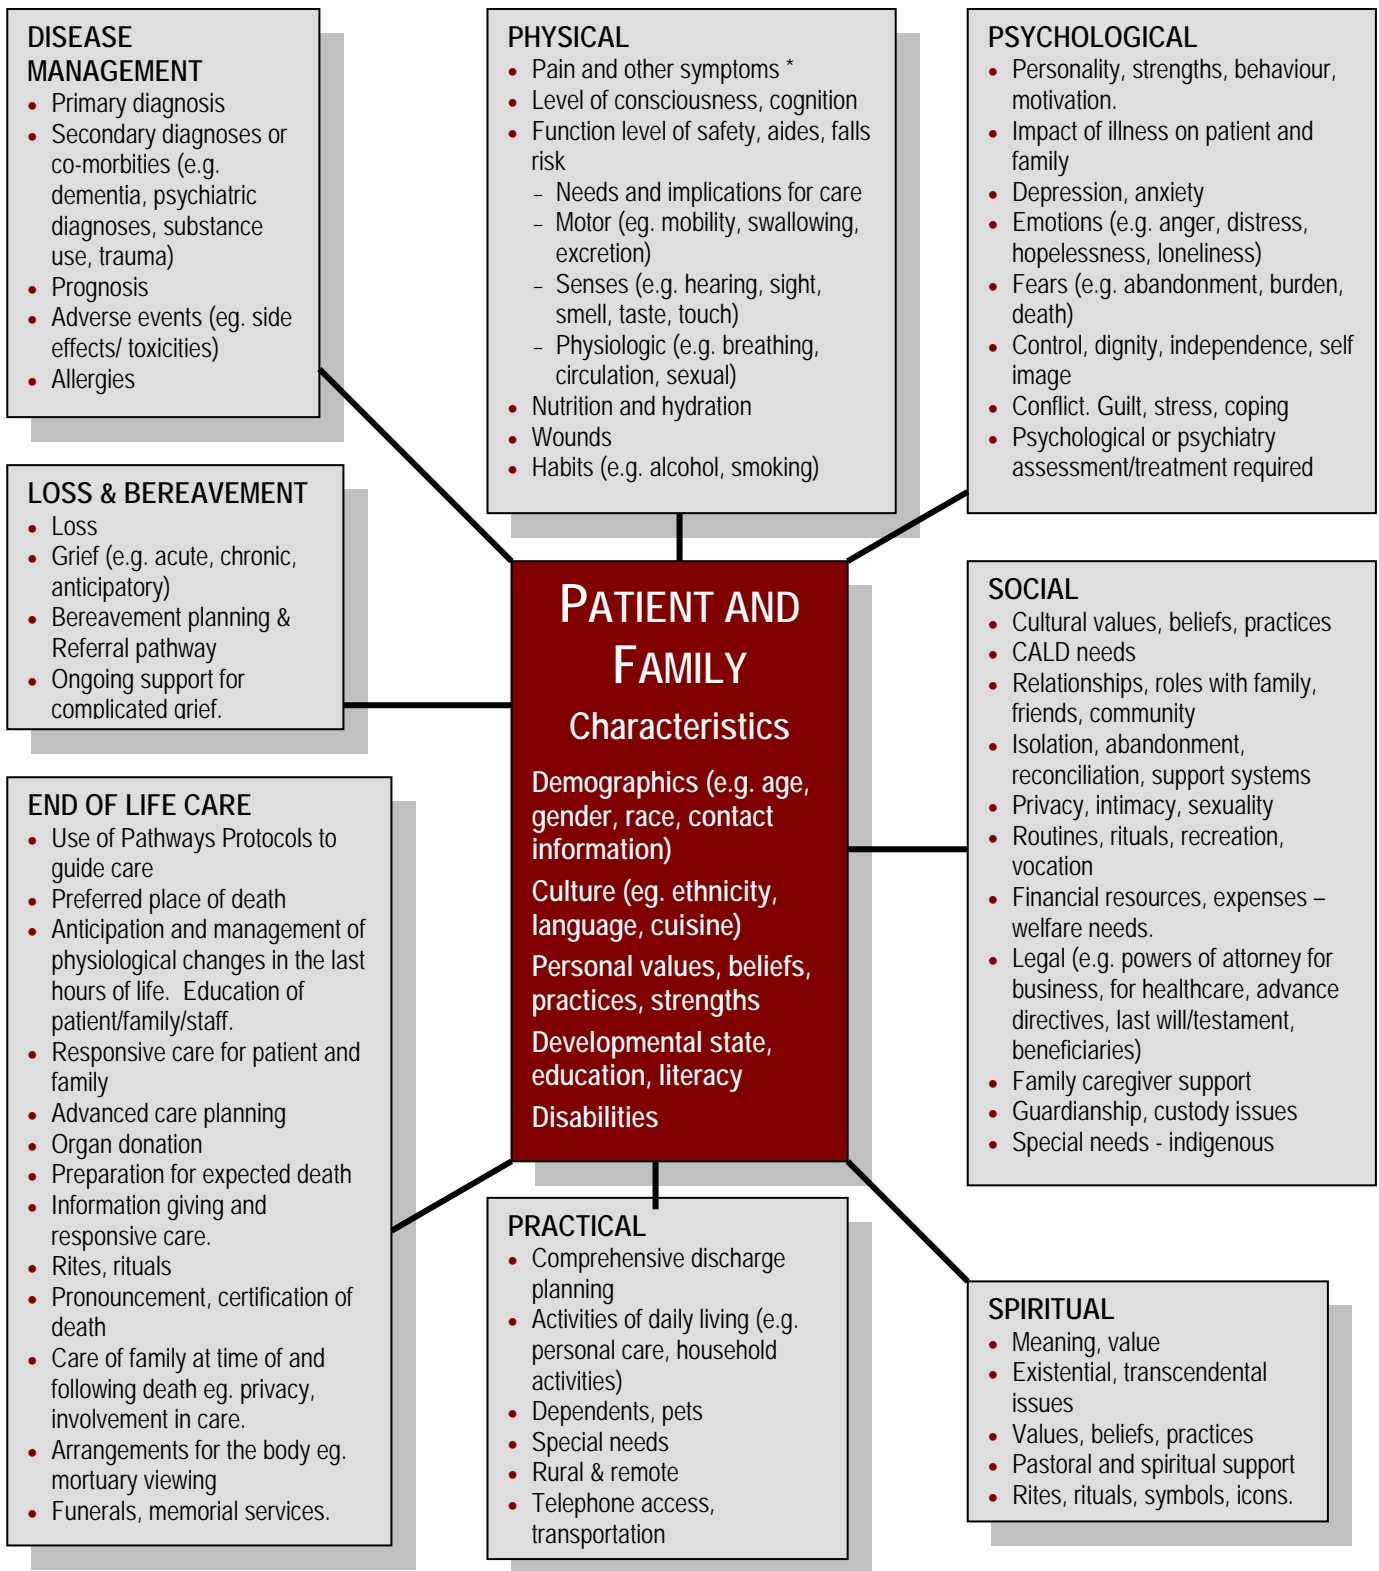 DISEASE
MANAGEMENT
• Primary diagnosis
• Secondary diagnoses or
co-morbities (e.g.
dementia, psychiatric
diagnoses, substance
use, trauma)
• Prognosis
• Adverse events (eg. side
effects/ toxicities)
• Allergies
PHYSICAL
• Pain and other symptoms *
• Level of consciousness, cognition
• Function level of safety, aides, falls
risk
– Needs and implications for care
– Motor (eg. mobility, swallowing,
excretion)
– Senses (e.g. hearing, sight,
smell, taste, touch)
– Physiologic (e.g. breathing,
circulation, sexual)
• Nutrition and hydration
• Wounds
• Habits (e.g. alcohol, smoking)
PSYCHOLOGICAL
• Personality, strengths, behaviour,
motivation.
• Impact of illness on patient and
family
• Depression, anxiety
• Emotions (e.g. anger, distress,
hopelessness, loneliness)
• Fears (e.g. abandonment, burden,
death)
• Control, dignity, independence, self
image
• Conflict. Guilt, stress, coping
• Psychological or psychiatry
assessment/treatment required
LOSS & BEREAVEMENT
• Loss
• Grief (e.g. acute, chronic,
anticipatory)
• Bereavement planning &
Referral pathway
• Ongoing support for
complicated grief.
PATIENT AND
FAMILY
Characteristics
Demographics (e.g. age,
gender, race, contact
information)
Culture (eg. ethnicity,
language, cuisine)
Personal values, beliefs,
practices, strengths
Developmental state,
education, literacy
Disabilities
SOCIAL
• Cultural values, beliefs, practices
• CALD needs
• Relationships, roles with family,
friends, community
• Isolation, abandonment,
reconciliation, support systems
• Privacy, intimacy, sexuality
• Routines, rituals, recreation,
vocation
• Financial resources, expenses –
welfare needs.
• Legal (e.g. powers of attorney for
business, for healthcare, advance
directives, last will/testament,
beneficiaries)
• Family caregiver support
• Guardianship, custody issues
• Special needs - indigenous
END OF LIFE CARE
• Use of Pathways Protocols to
guide care
• Preferred place of death
• Anticipation and management of
physiological changes in the last
hours of life. Education of
patient/family/staff.
• Responsive care for patient and
family
• Advanced care planning
• Organ donation
• Preparation for expected death
• Information giving and
responsive care.
• Rites, rituals
• Pronouncement, certification of
death
• Care of family at time of and
following death eg. privacy,
involvement in care.
• Arrangements for the body eg.
mortuary viewing
• Funerals, memorial services.
PRACTICAL
• Comprehensive discharge
planning
• Activities of daily living (e.g.
personal care, household
activities)
• Dependents, pets
• Special needs
• Rural & remote
• Telephone access,
transportation
SPIRITUAL
• Meaning, value
• Existential, transcendental
issues
• Values, beliefs, practices
• Pastoral and spiritual support
• Rites, rituals, symbols, icons.